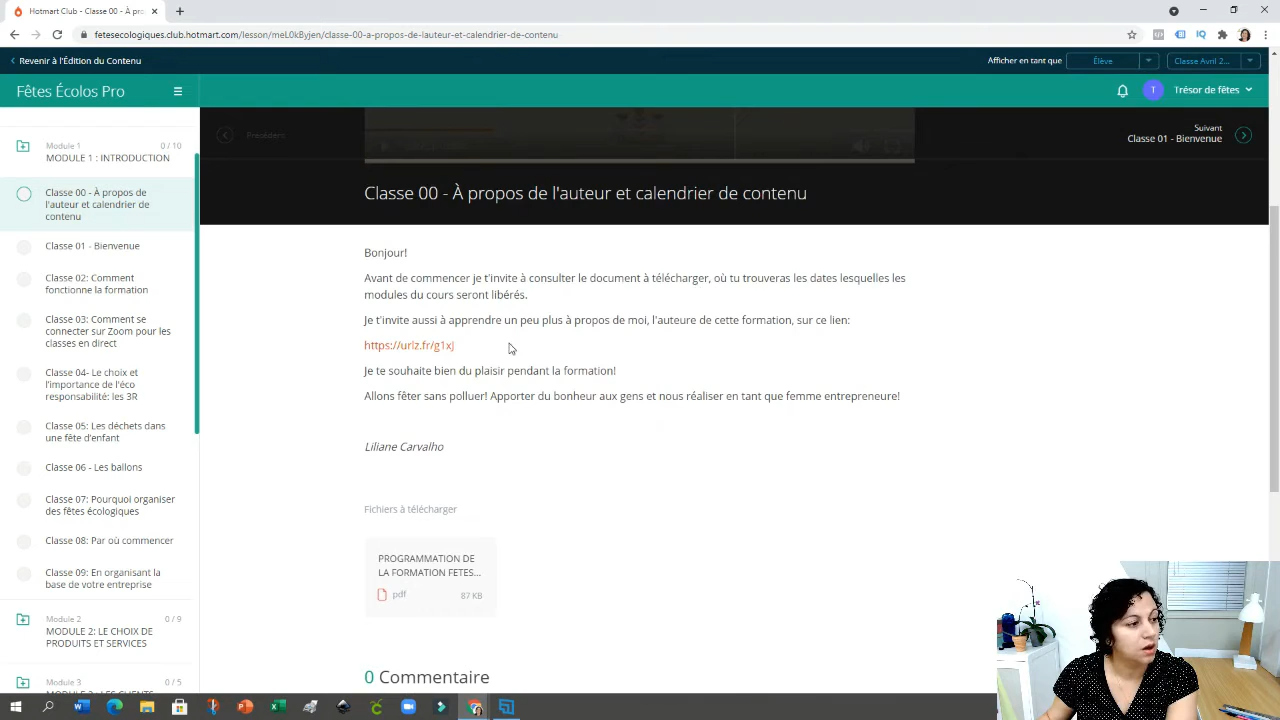 Hotmart Club - Classe 00 - À pro
fetesecologiques.club.hotmart.com/lesson/meL0kByjen/classe-00-a-propos-de-lauteur-et-calendrier-de-contenu
IQ
Revenir à l'Édition du Contenu
Afficher en tant que
Élève
Classe Avril 2...
Fêtes Écolos Pro
T
Trésor de fêtes
Précédent
Suivant
Classe 01 - Bienvenue
Module 1
0 / 10
MODULE 1 : INTRODUCTION
Classe 00 - À propos de
l'auteur et calendrier de
contenu
Classe 01 - Bienvenue
Classe 02: Comment
fonctionne la formation
Classe 03: Comment se
connecter sur Zoom pour les
classes en direct
Classe 04- Le choix et
l'importance de l'éco
responsabilité: les 3R
Classe 05: Les déchets dans
une fête d'enfant
Classe 06 - Les ballons
Classe 07: Pourquoi organiser
des fêtes écologiques
Classe 08: Par où commencer
Classe 09: En organisant la
base de votre entreprise
Module 2
0 / 9
MODULE 2: LE CHOIX DE
PRODUITS ET SERVICES
Module 3
0 / 5
Classe 00 - À propos de l'auteur et calendrier de contenu
Bonjour!
Avant de commencer je t'invite à consulter le document à télécharger, où tu trouveras les dates lesquelles les
modules du cours seront libérés.
Je t'invite aussi à apprendre un peu plus à propos de moi, l'auteure de cette formation, sur ce lien:
https://urlz.fr/g1xJ
Je te souhaite bien du plaisir pendant la formation!
Allons fêter sans polluer! Apporter du bonheur aux gens et nous réaliser en tant que femme entrepreneure!
Liliane Carvalho
Fichiers à télécharger
PROGRAMMATION DE
LA FORMATION FETES...
pdf
87 KB
0 Commentaire